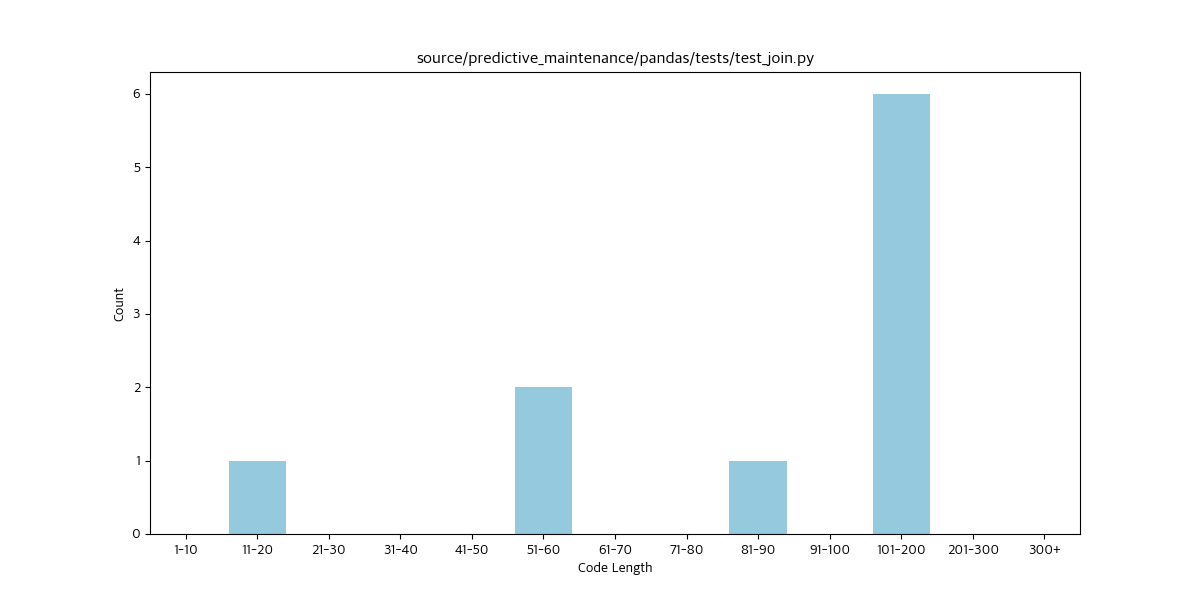 source/predictive_maintenance/pandas/tests/test_join.py
Count
6
5
4
3
2
1
0
1-10 11-20 21-30 31-40 41-50 51-60 61-70 71-80 81-90 91-100 101-200 201-300 300+
Code Length